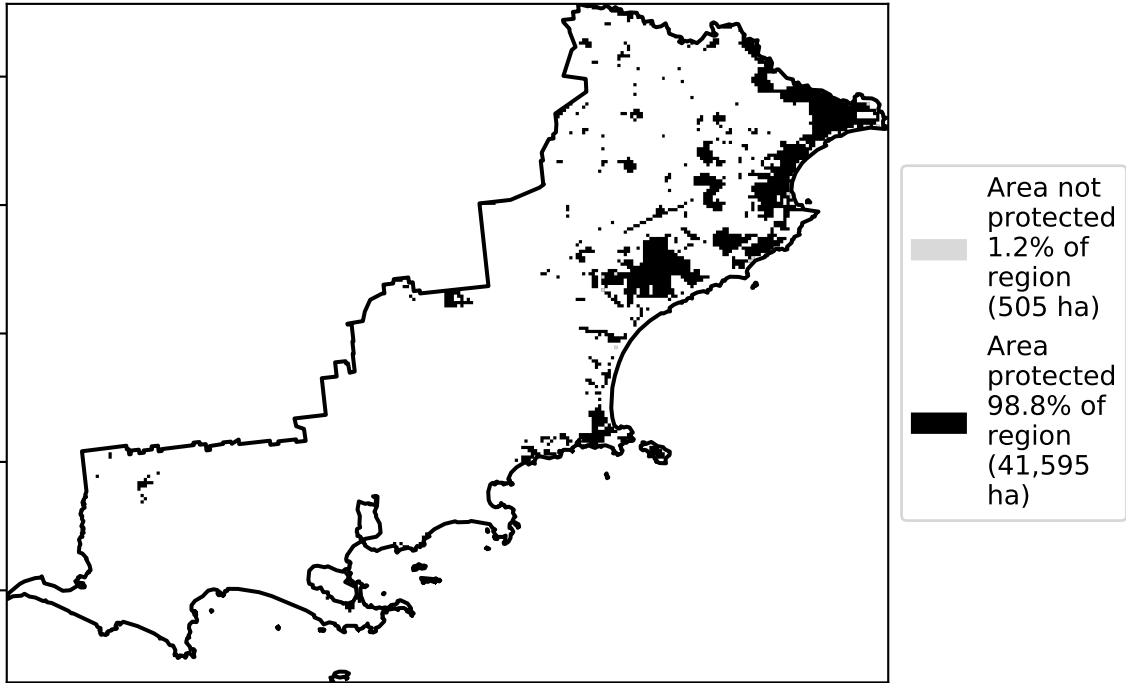 Area not
protected
1.2% of
region
(505 ha)
Area
protected
98.8% of
region
(41,595
ha)